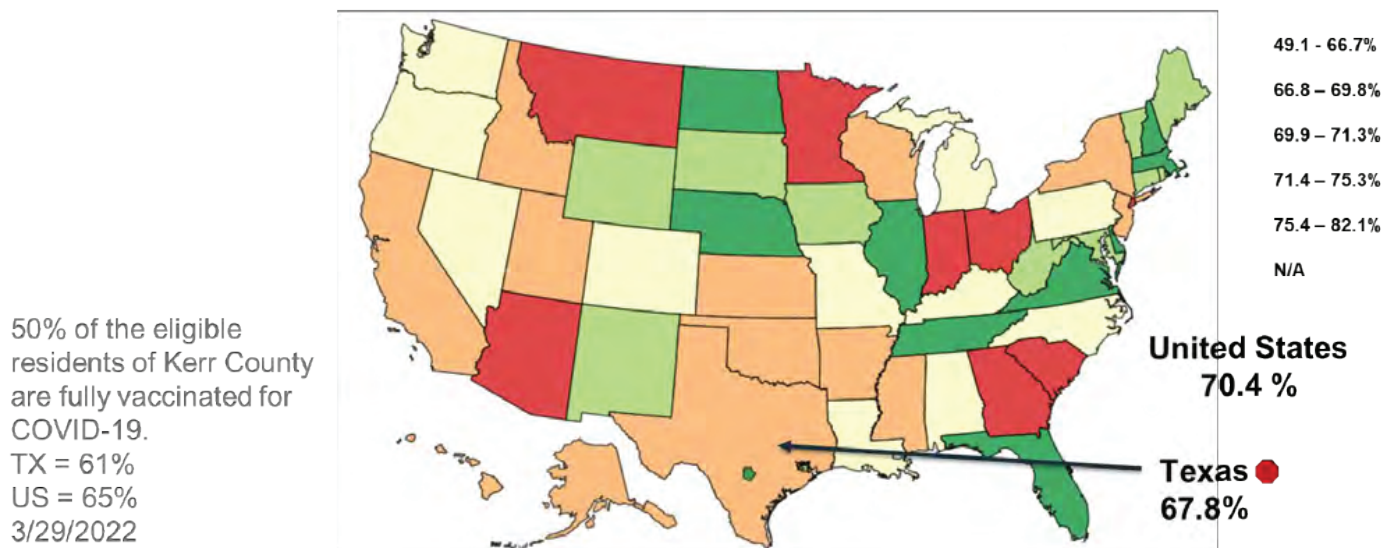 49.1 - 66.7%
66.8 – 69.8%
69.9 – 71.3%
71.4 – 75.3%
75.4 – 82.1%
N/A
50% of the eligible
residents of Kerr County
are fully vaccinated for
COVID-19.
TX = 61%
US = 65%
3/29/2022
United States
70.4 %
Texas
67.8%